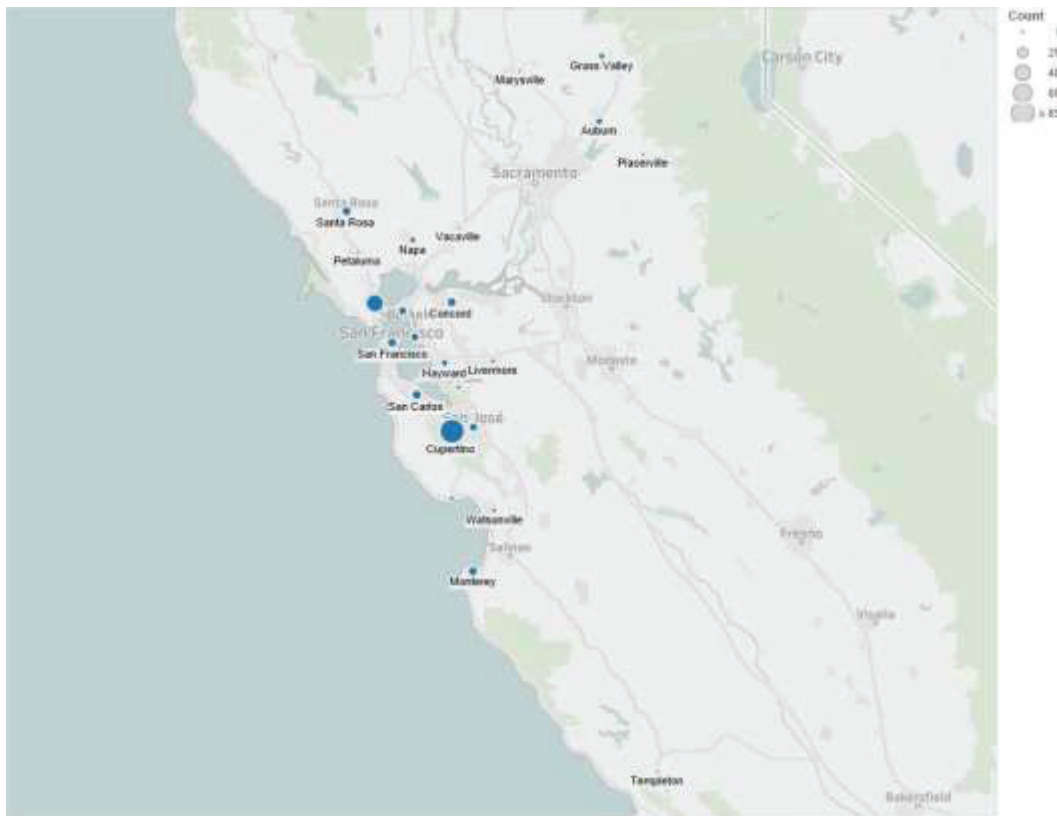 Count
Carson City
Grass Valley
Marysville
Auburn
Placerville
Sacramento
Santa Rosa
Santa Rosa
Napa
Vacaville
Petaluma
Concord
Stockton
San Francisco
San Francisco
Modesto
Hayward
Livermore
San Carlos
San José
Cupertino
Watsonville
Salinas
Fresno
Monterey
Visalia
Templeton
Bakersfield